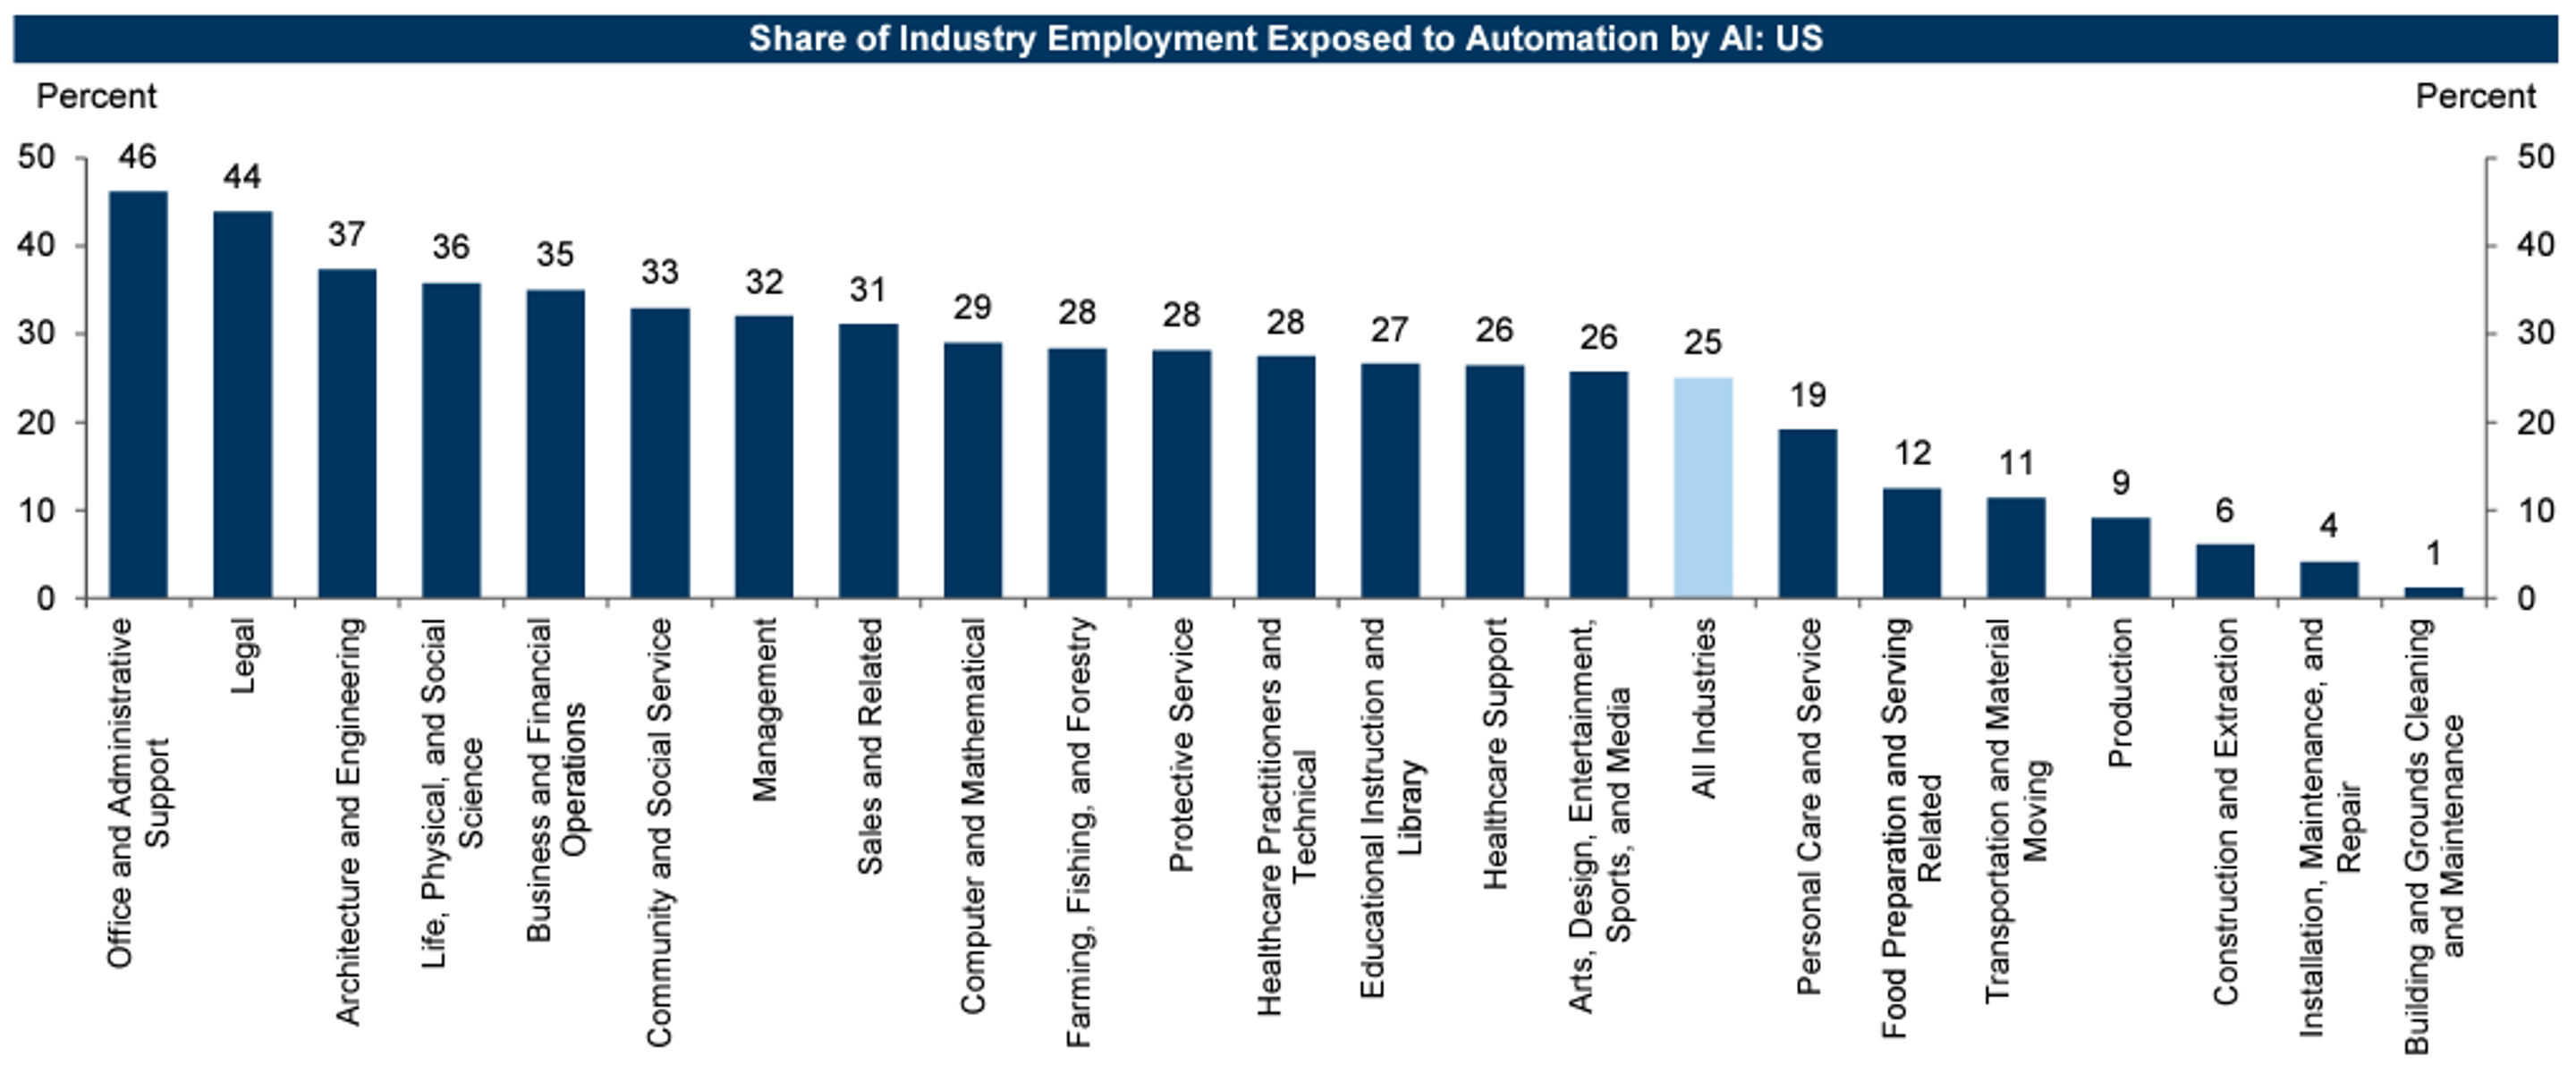 Share of Industry Employment Exposed to Automation by AI: US
Percent
Percent
50
40
30
20
10
0
46
44
37
36
35
33
32
31
29
28
28
28
27
26
26
25
19
12
11
9
6
4
1
50
40
30
20
10
0
Office and Administrative
Support
Legal
Architecture and Engineering
Life, Physical, and Social
Science
Business and Financial
Operations
Community and Social Service
Management
Sales and Related
Computer and Mathematical
Farming, Fishing, and Forestry
Protective Service
Healthcare Practitioners and
Technical
Educational Instruction and
Library
Healthcare Support
Arts, Design, Entertainment,
Sports, and Media
All Industries
Personal Care and Service
Food Preparation and Serving
Related
Transportation and Material
Moving
Production
Construction and Extraction
Installation, Maintenance, and
Repair
Building and Grounds Cleaning
and Maintenance